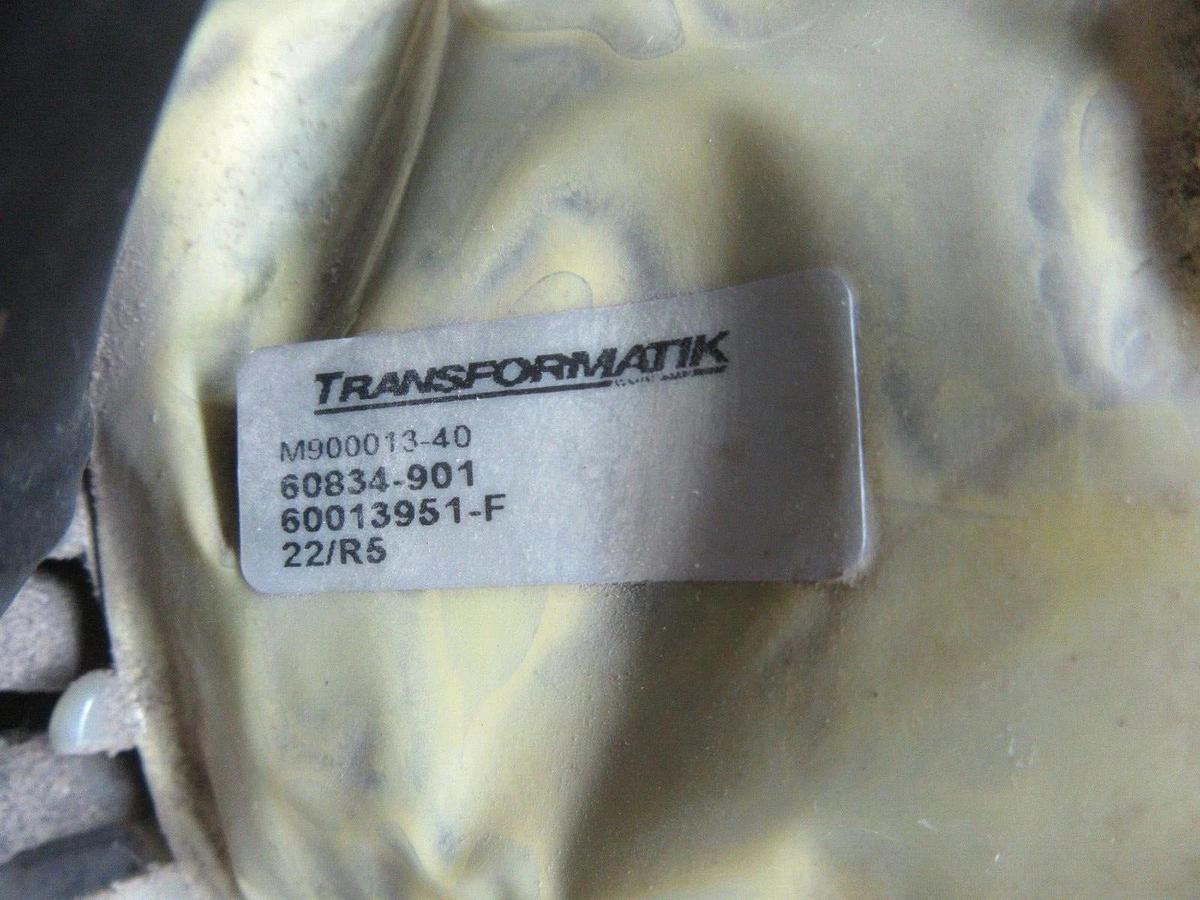 TRANSFORMATIK
M900013-40
60834-901
60013951-F
22/R5